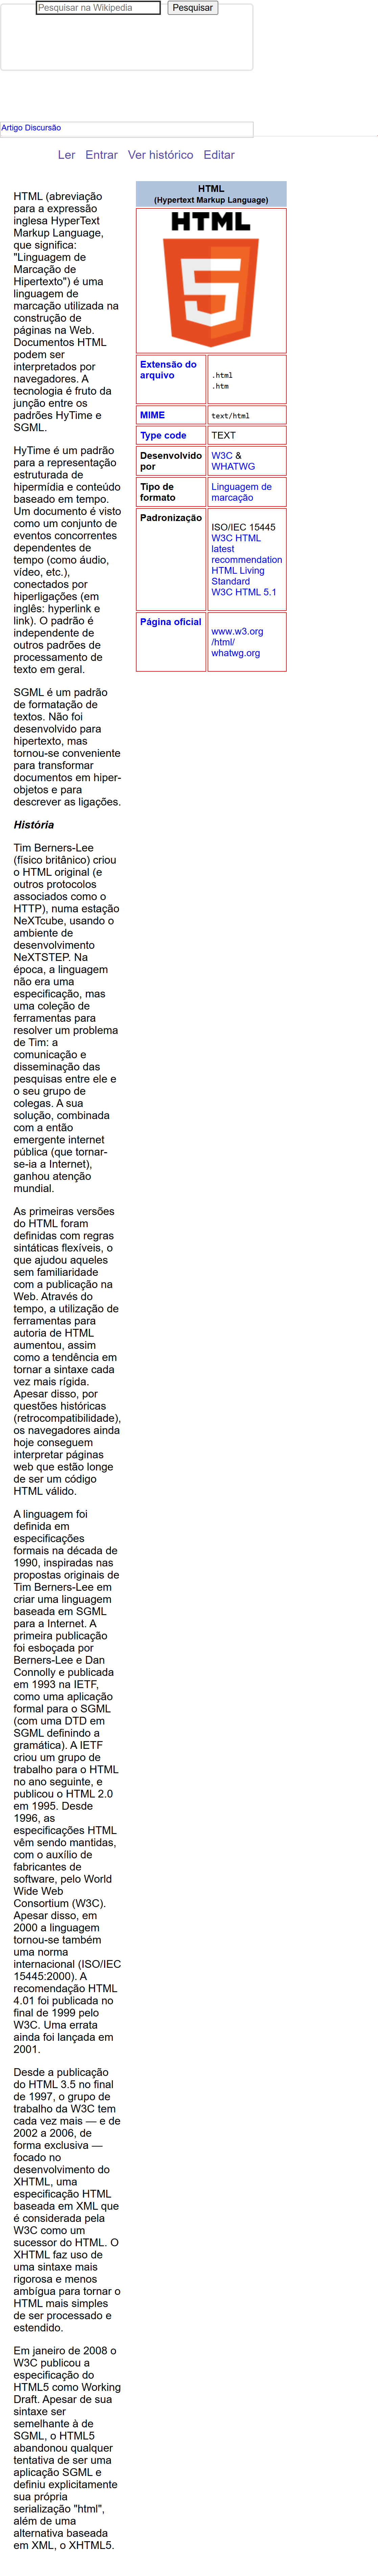 Pesquisar na Wikipedia Pesquisar
Artigo Discursão
Ler Entrar Ver histórico Editar
HTML (abreviação
para a expressão
inglesa HyperText
Markup Language,
que significa:
"Linguagem de
Marcação de
Hipertexto") é uma
linguagem de
marcação utilizada na
construção de
páginas na Web.
Documentos HTML
podem ser
interpretados por
navegadores. A
tecnologia é fruto da
junção entre os
padrões HyTime e
SGML.
HyTime é um padrão
para a representação
estruturada de
hipermídia e conteúdo
baseado em tempo.
Um documento é visto
como um conjunto de
eventos concorrentes
dependentes de
tempo (como áudio,
vídeo, etc.),
conectados por
hiperligações (em
inglês: hyperlink e
link). O padrão é
independente de
outros padrões de
processamento de
texto em geral.
SGML é um padrão
de formatação de
textos. Não foi
desenvolvido para
hipertexto, mas
tornou-se conveniente
para transformar
documentos em hiper-
objetos e para
descrever as ligações.
História
Tim Berners-Lee
(físico britânico) criou
o HTML original (e
outros protocolos
associados como o
HTTP), numa estação
NeXTcube, usando o
ambiente de
desenvolvimento
NeXTSTEP. Na
época, a linguagem
não era uma
especificação, mas
uma coleção de
ferramentas para
resolver um problema
de Tim: a
comunicação e
disseminação das
pesquisas entre ele e
o seu grupo de
colegas. A sua
solução, combinada
com a então
emergente internet
pública (que tornar-
se-ia a Internet),
ganhou atenção
mundial.
As primeiras versões
do HTML foram
definidas com regras
sintáticas flexíveis, o
que ajudou aqueles
sem familiaridade
com a publicação na
Web. Através do
tempo, a utilização de
ferramentas para
autoria de HTML
aumentou, assim
como a tendência em
tornar a sintaxe cada
vez mais rígida.
Apesar disso, por
questões históricas
(retrocompatibilidade),
os navegadores ainda
hoje conseguem
interpretar páginas
web que estão longe
de ser um código
HTML válido.
A linguagem foi
definida em
especificações
formais na década de
1990, inspiradas nas
propostas originais de
Tim Berners-Lee em
criar uma linguagem
baseada em SGML
para a Internet. A
primeira publicação
foi esboçada por
Berners-Lee e Dan
Connolly e publicada
em 1993 na IETF,
como uma aplicação
formal para o SGML
(com uma DTD em
SGML definindo a
gramática). A IETF
criou um grupo de
trabalho para o HTML
no ano seguinte, e
publicou o HTML 2.0
em 1995. Desde
1996, as
especificações HTML
vêm sendo mantidas,
com o auxílio de
fabricantes de
software, pelo World
Wide Web
Consortium (W3C).
Apesar disso, em
2000 a linguagem
tornou-se também
uma norma
internacional (ISO/IEC
15445:2000). A
recomendação HTML
4.01 foi publicada no
final de 1999 pelo
W3C. Uma errata
ainda foi lançada em
2001.
Desde a publicação
do HTML 3.5 no final
de 1997, o grupo de
trabalho da W3C tem
cada vez mais — e de
2002 a 2006, de
forma exclusiva —
focado no
desenvolvimento do
XHTML, uma
especificação HTML
baseada em XML que
é considerada pela
W3C como um
sucessor do HTML. O
XHTML faz uso de
uma sintaxe mais
rigorosa e menos
ambígua para tornar o
HTML mais simples
de ser processado e
estendido.
Em janeiro de 2008 o
W3C publicou a
especificação do
HTML5 como Working
Draft. Apesar de sua
sintaxe ser
semelhante à de
SGML, o HTML5
abandonou qualquer
tentativa de ser uma
aplicação SGML e
definiu explicitamente
sua própria
serialização "html",
além de uma
alternativa baseada
em XML, o XHTML5.
HTML
(Hypertext Markup Language)
HTML
5
Extensão do
arquivo
.html
.htm
MIME text/html
Type code TEXT
Desenvolvido
por
W3C &
WHATWG
Tipo de
formato
Linguagem de
marcação
Padronização
ISO/IEC 15445
W3C HTML
latest
recommendation
HTML Living
Standard
W3C HTML 5.1
Página oficial
www.w3.org
/html/
whatwg.org